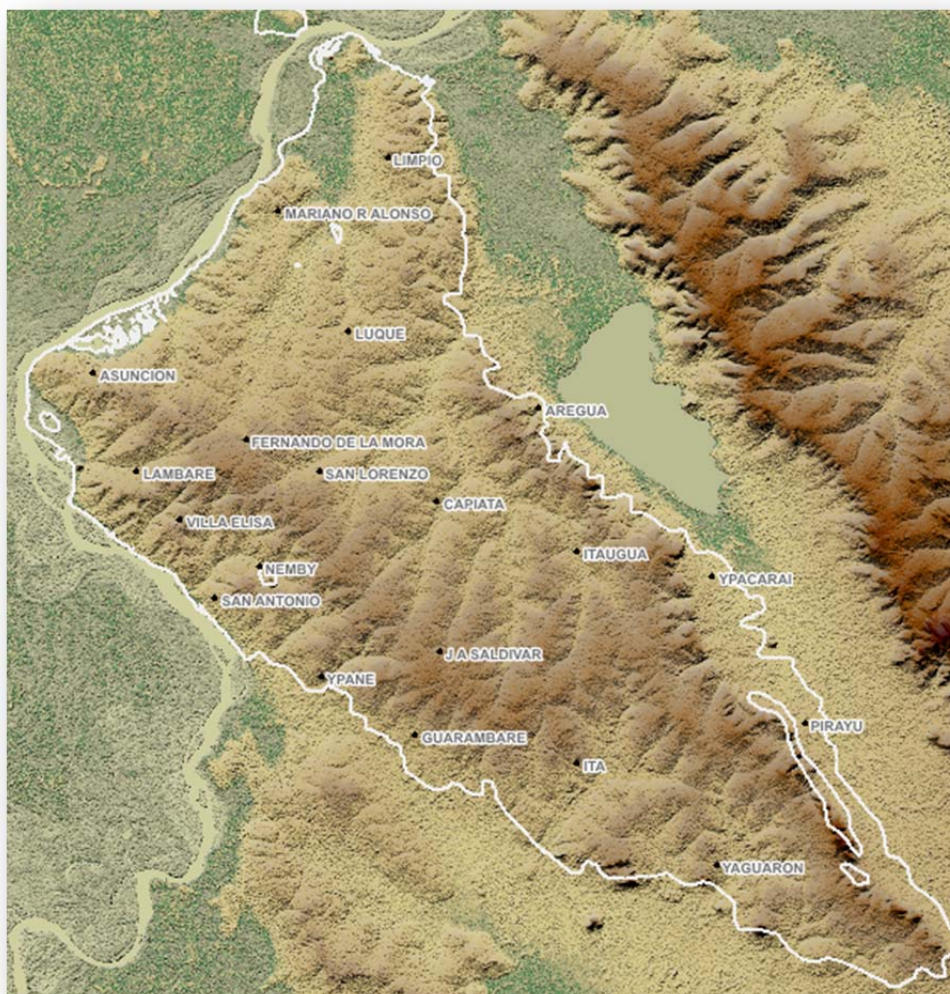 LIMPIO
MARIANO R ALONSO
LUQUE
ASUNCION
AREGUA
FERNANDO DE LA MORA
LAMBARE
SAN LORENZO
CAPIATA
VILLA ELISA
ITAUGUA
NEMBY
YPACARAI
SAN ANTONIO
J A SALDIVAR
YPANE
PIRAYU
GUARAMBARE
ITA
YAGUARON